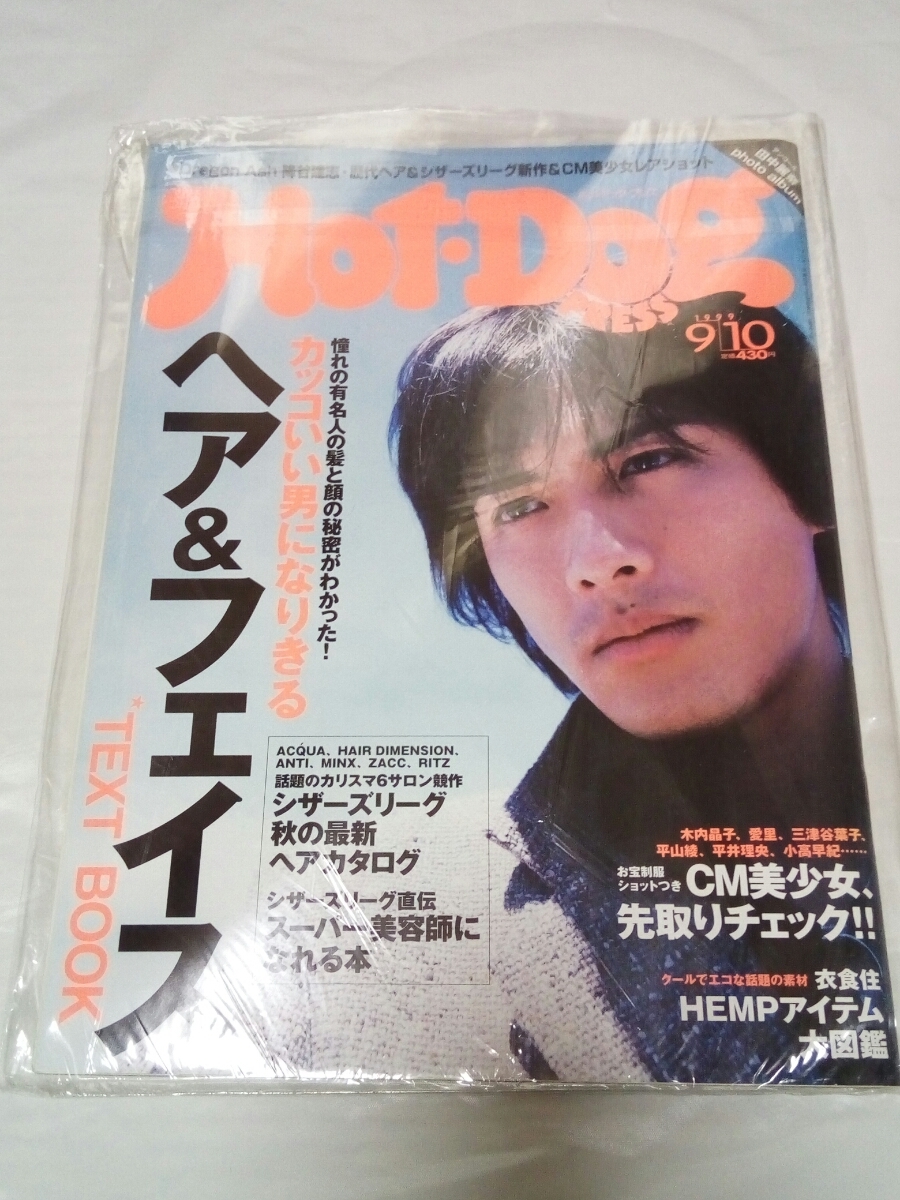 Dragon Ash 降谷建志・歴代ヘア&シザーズリーグ新作&CM美少女レアショット
photo album
Hot-Dog
1999
9|10
定価430円
憧れの有名人の髪と顔の秘密がわかった!
カッコいい男になりきる
ヘア&フェイス
*TEXT BOOK
ACQUA、HAIR DIMENSION、
ANTI、MINX、ZACC、RITZ
話題のカリスマ6サロン競作
シザーズリーグ
秋の最新
ヘアカタログ
シザーズリーグ直伝
スーパー美容師に
なれる本
木内晶子、愛里、三津谷葉子、
平山綾、平井理央、小高早紀……
お宝制服
ショットつき
CM美少女、
先取りチェック!!
クールでエコな話題の素材 衣食住
HEMPアイテム
大図鑑